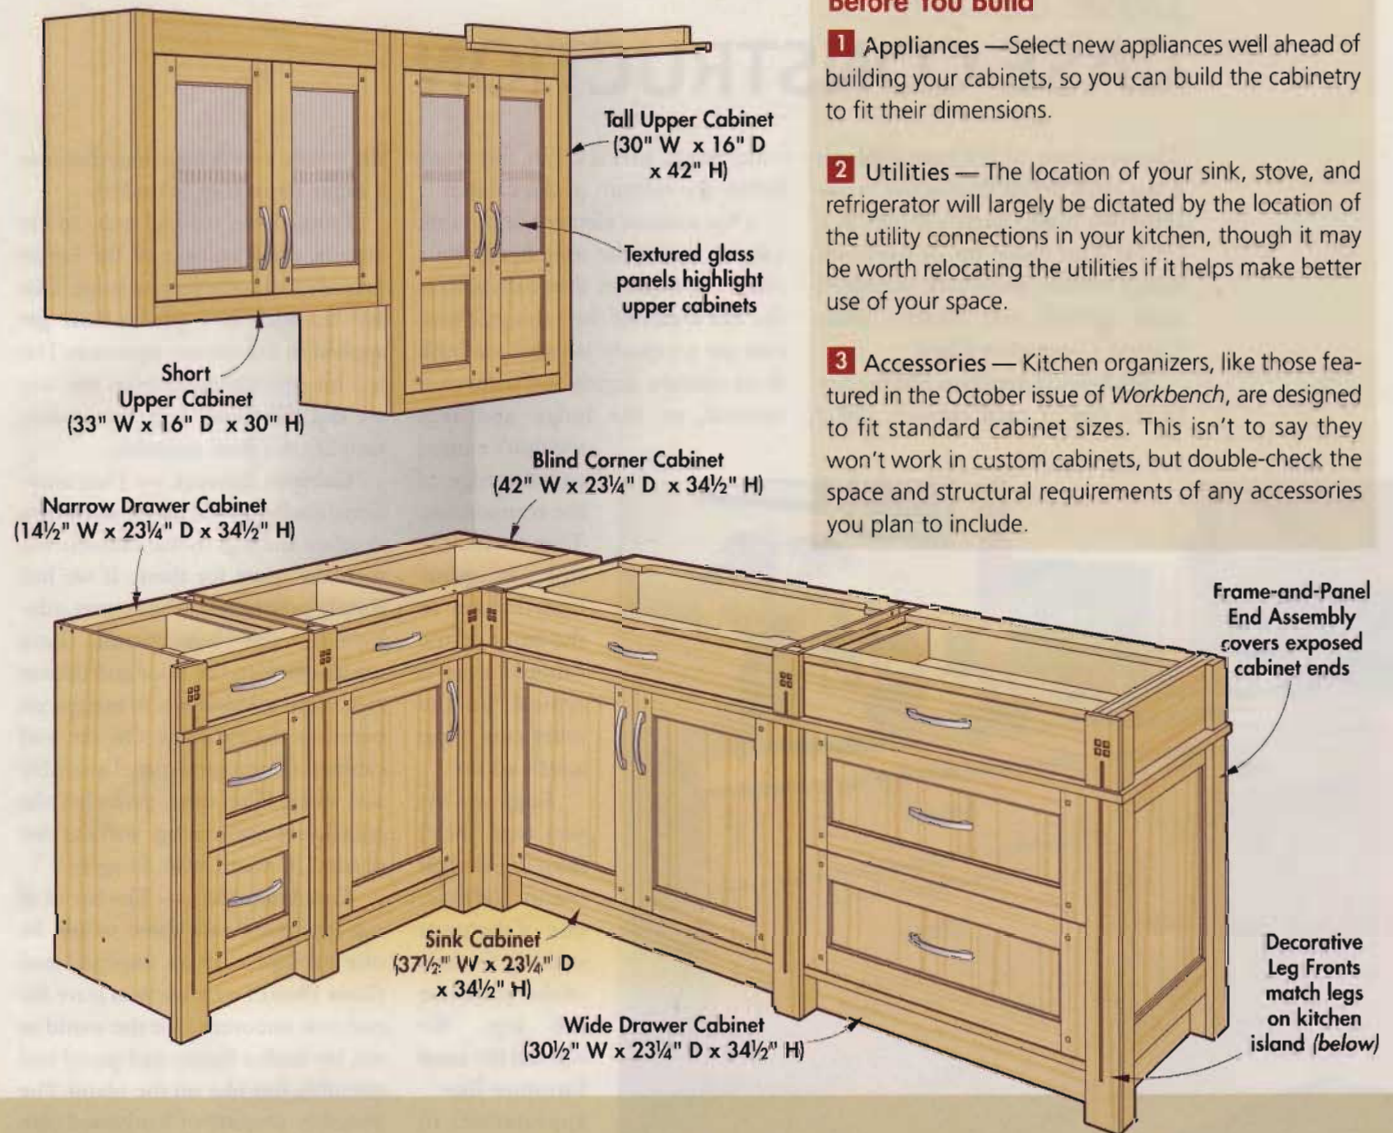 Before You Build
1 Appliances —Select new appliances well ahead of
building your cabinets, so you can build the cabinetry
to fit their dimensions.
2 Utilities — The location of your sink, stove, and
refrigerator will largely be dictated by the location of
the utility connections in your kitchen, though it may
be worth relocating the utilities if it helps make better
use of your space.
3 Accessories — Kitchen organizers, like those fea-
tured in the October issue of Workbench, are designed
to fit standard cabinet sizes. This isn't to say they
won't work in custom cabinets, but double-check the
space and structural requirements of any accessories
you plan to include.
Tall Upper Cabinet
(30" W x 16" D
x 42" H)
Textured glass
panels highlight
upper cabinets
Short
Upper Cabinet
(33" W x 16" D x 30" H)
Blind Corner Cabinet
(42" W x 23¼" D x 34½" H)
Narrow Drawer Cabinet
(14½" W x 23¼" D x 34½" H)
Frame-and-Panel
End Assembly
covers exposed
cabinet ends
Sink Cabinet
(37½" W x 23¼" D
x 34½" H)
Wide Drawer Cabinet
(30½" W x 23¼" D x 34½" H)
Decorative
Leg Fronts
match legs
on kitchen
island (below)